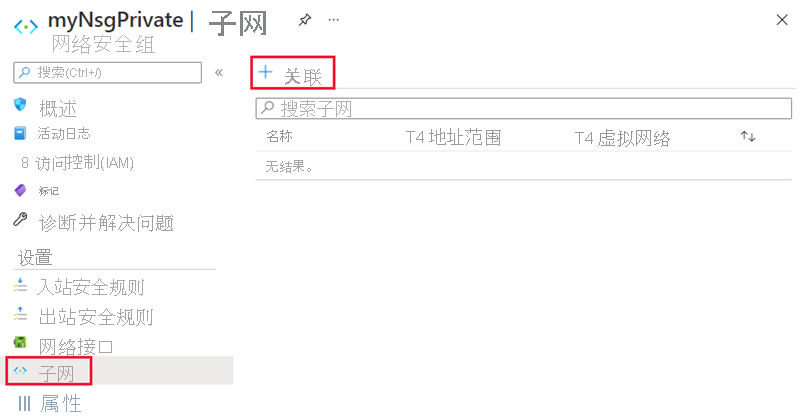 myNsgPrivate | 子网
网络安全组
搜索(Ctrl+/)
«
+ 关联
搜索子网
名称 T4 地址范围 T4 虚拟网络 ↑↓
无结果。
概述
活动日志
8 访问控制(IAM)
标记
诊断并解决问题
设置
入站安全规则
出站安全规则
网络接口
子网
属性